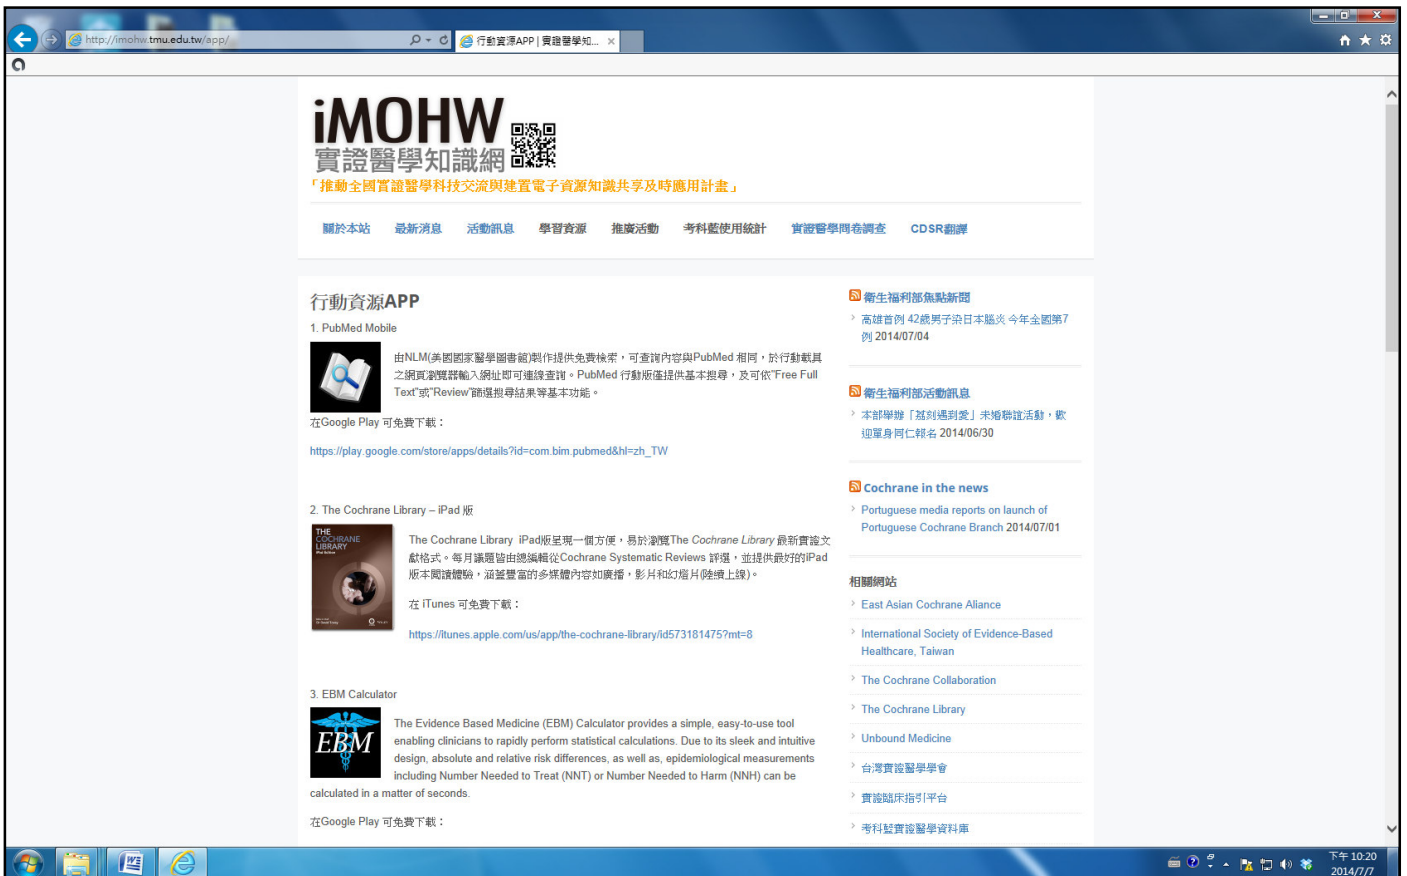 http://imohw.tmu.edu.tw/app/
行動資源APP | 實證醫學知...
iMOHW
實證醫學知識網
「推動全國實證醫學科技交流與建置電子資源知識共享及時應用計畫」
關於本站 最新消息 活動訊息 學習資源 推廣活動 考科藍使用統計 實證醫學問卷調查 CDSR翻譯
行動資源APP
1. PubMed Mobile
由NLM(美國國家醫學圖書館)製作提供免費檢索，可查詢內容與PubMed 相同，於行動載具
之網頁瀏覽器輸入網址即可連線查詢。PubMed 行動版僅提供基本搜尋，及可依"Free Full
Text"或"Review"篩選搜尋結果等基本功能。
在Google Play 可免費下載：
https://play.google.com/store/apps/details?id=com.bim.pubmed&hl=zh_TW
2. The Cochrane Library – iPad 版
THE
COCHRANE
LIBRARY
The Cochrane Library iPad版呈現一個方便，易於瀏覽The Cochrane Library 最新實證文
獻格式。每月議題皆由總編輯從Cochrane Systematic Reviews 評選，並提供最好的iPad
版本閱讀體驗，涵蓋豐富的多媒體內容如廣播，影片和幻燈片(陸續上線)。
在 iTunes 可免費下載：
https://itunes.apple.com/us/app/the-cochrane-library/id573181475?mt=8
3. EBM Calculator
EBM
The Evidence Based Medicine (EBM) Calculator provides a simple, easy-to-use tool
enabling clinicians to rapidly perform statistical calculations. Due to its sleek and intuitive
design, absolute and relative risk differences, as well as, epidemiological measurements
including Number Needed to Treat (NNT) or Number Needed to Harm (NNH) can be
calculated in a matter of seconds.
在Google Play 可免費下載：
衛生福利部焦點新聞
高雄首例 42歲男子染日本腦炎 今年全國第7
例 2014/07/04
衛生福利部活動訊息
本部舉辦「荔刻遇到愛」未婚聯誼活動，歡
迎單身同仁報名 2014/06/30
Cochrane in the news
Portuguese media reports on launch of
Portuguese Cochrane Branch 2014/07/01
相關網站
East Asian Cochrane Aliance
International Society of Evidence-Based
Healthcare, Taiwan
The Cochrane Collaboration
The Cochrane Library
Unbound Medicine
台灣實證醫學學會
實證臨床指引平台
考科藍實證醫學資料庫
下午 10:20
2014/7/7